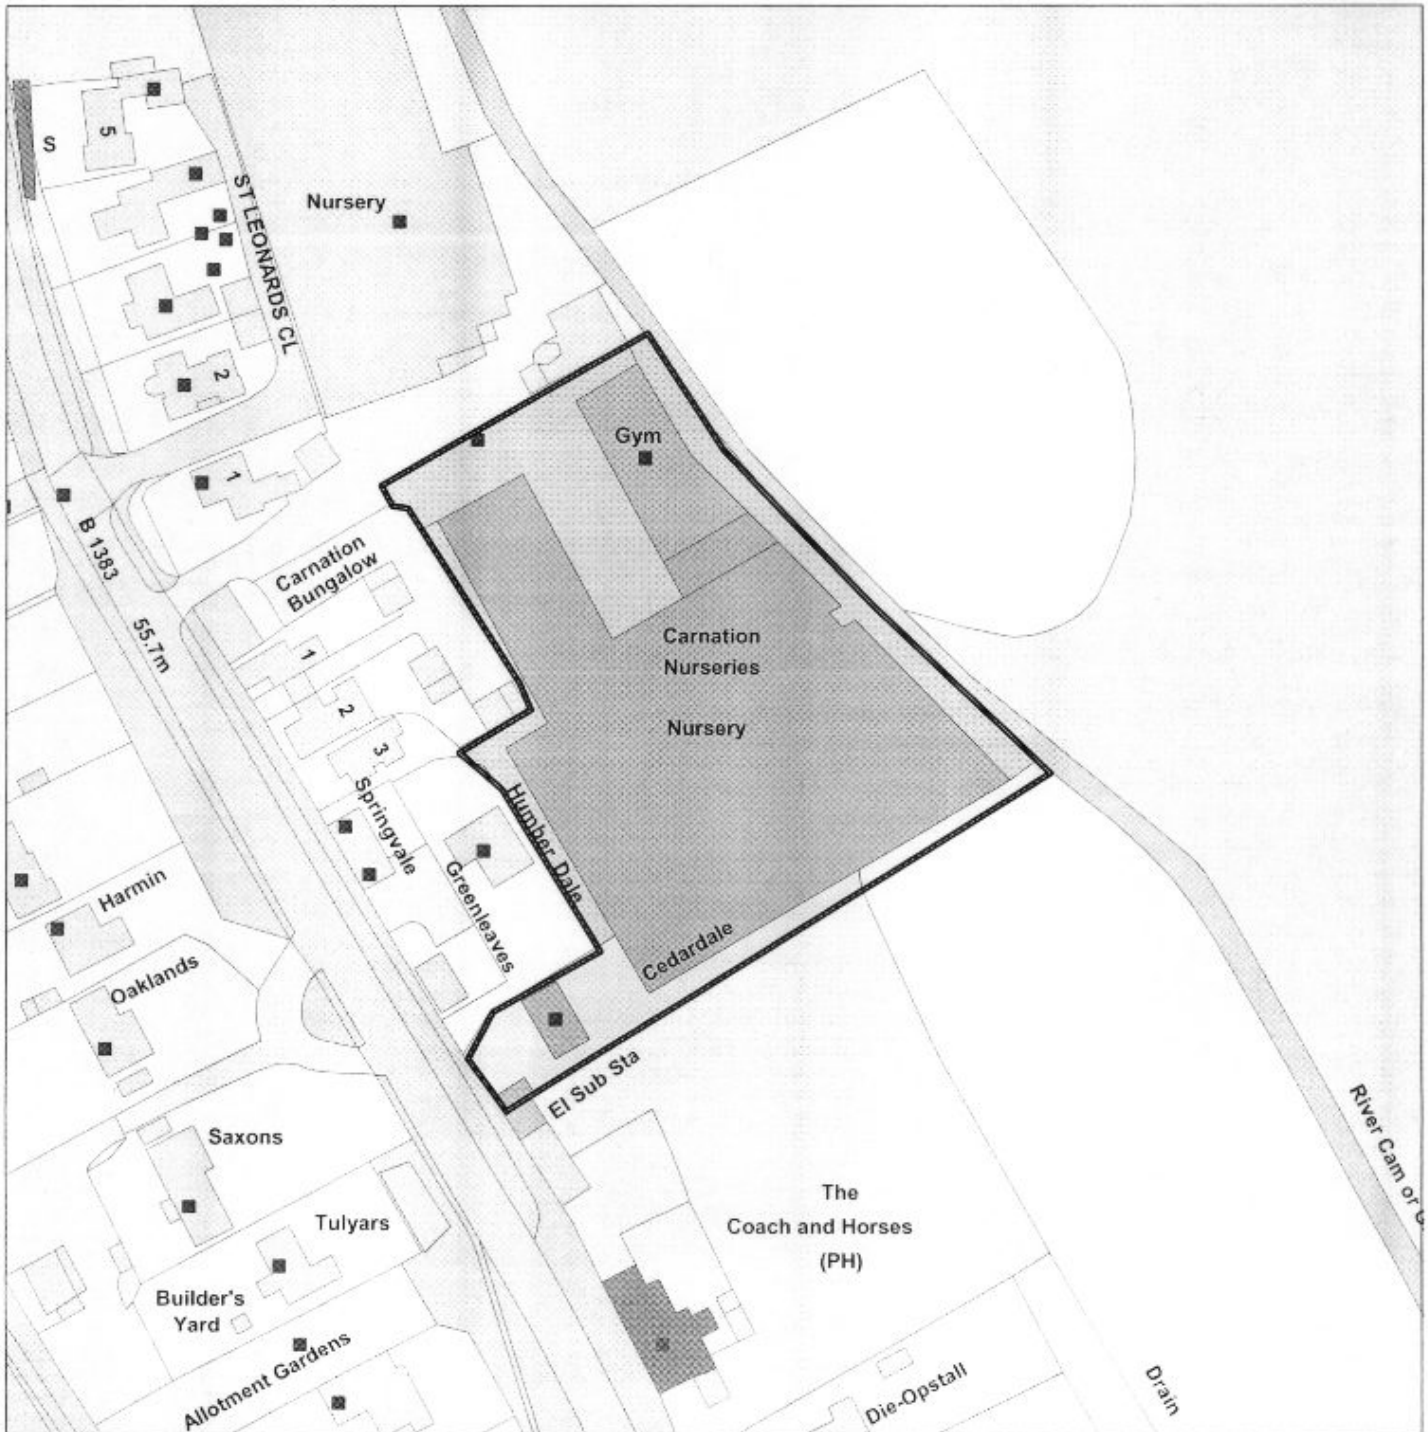 S
5
ST LEONARDS CL
Nursery
2
Gym
1
B 1383
Carnation
Bungalow
55.7m
1
Carnation
Nurseries
2
3
Nursery
Springvale
Humber Dale
Greenleaves
Harmin
Cedardale
Oaklands
El Sub Sta
River Cam or
Saxons
The
Coach and Horses
(PH)
Tulyars
Builder's
Yard
Allotment Gardens
Die-Opstall
Drain